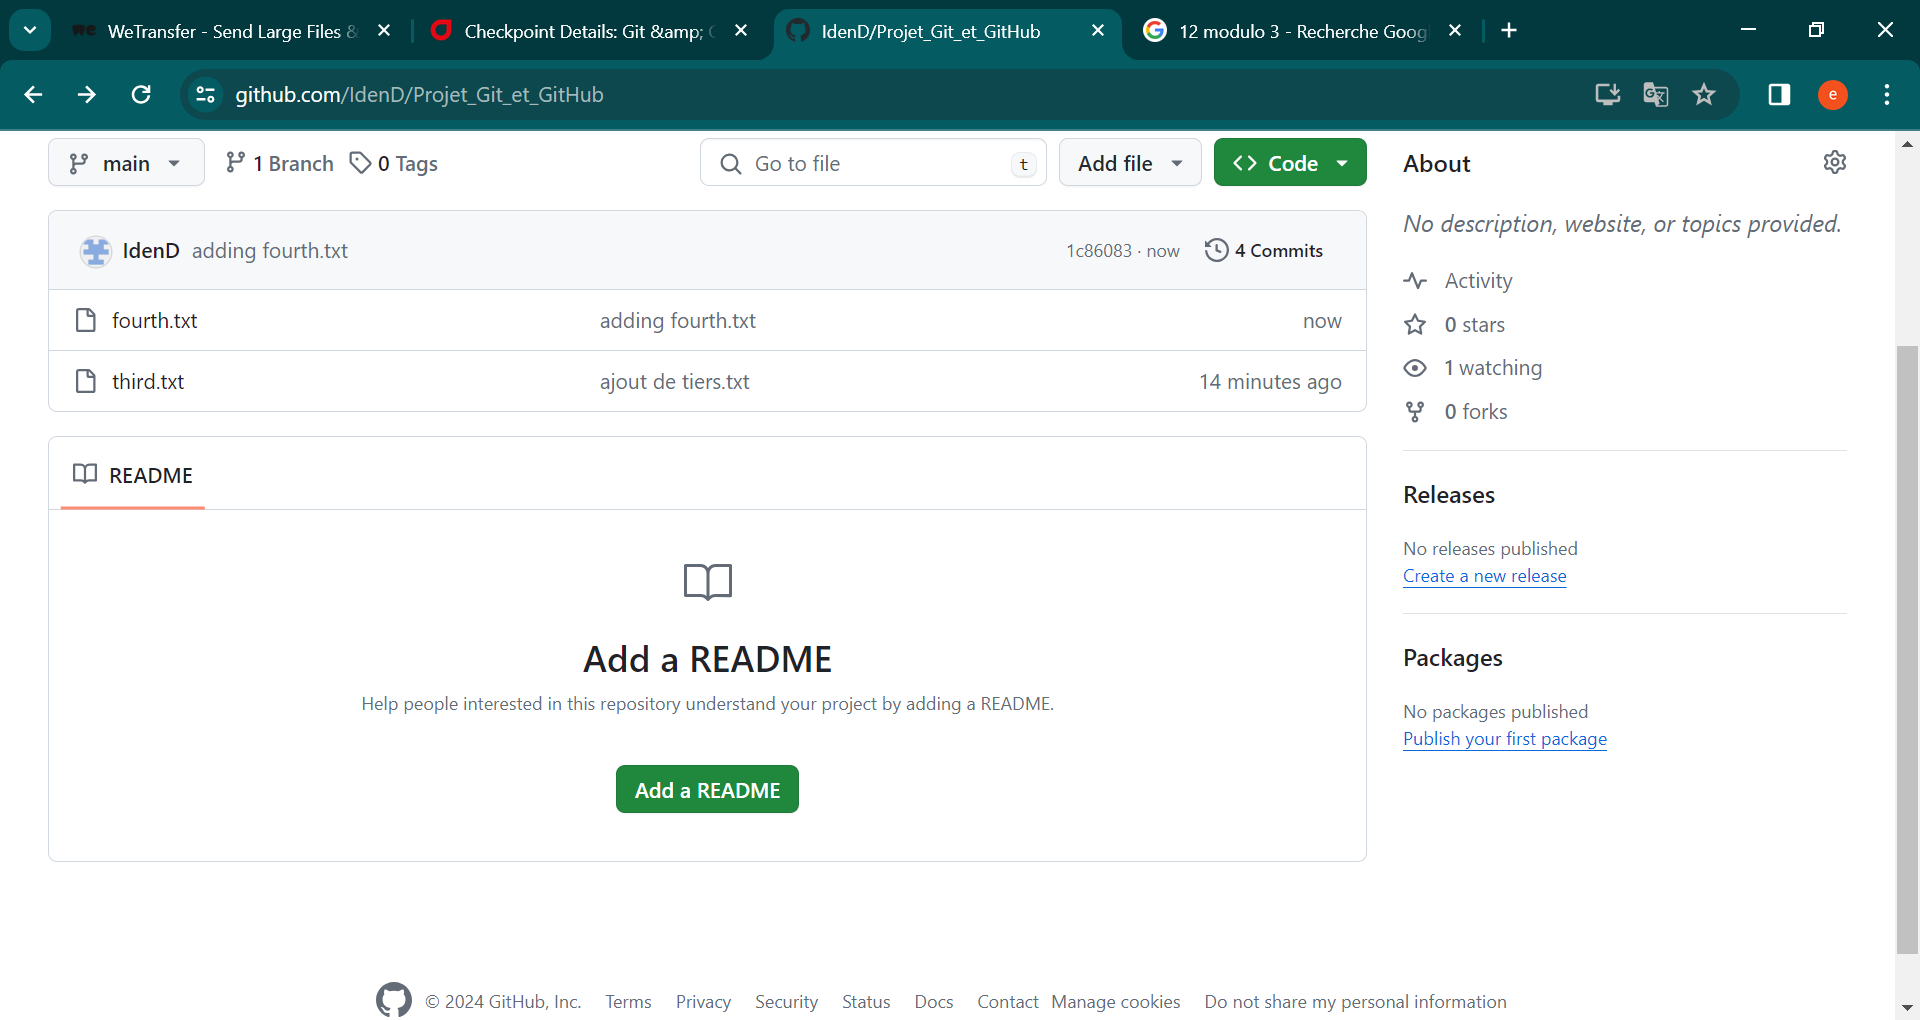 WeTransfer - Send Large Files &
Checkpoint Details: Git &amp; G
IdenD/Projet_Git_et_GitHub
12 modulo 3 - Recherche Goog
github.com/IdenD/Projet_Git_et_GitHub
e
main
1 Branch
0 Tags
Go to file
t
Add file
Code
IdenD adding fourth.txt
1c86083 · now
4 Commits
fourth.txt
adding fourth.txt
now
third.txt
ajout de tiers.txt
14 minutes ago
README
Add a README
Help people interested in this repository understand your project by adding a README.
Add a README
About
No description, website, or topics provided.
Activity
0 stars
1 watching
0 forks
Releases
No releases published
Create a new release
Packages
No packages published
Publish your first package
© 2024 GitHub, Inc. Terms Privacy Security Status Docs Contact Manage cookies Do not share my personal information